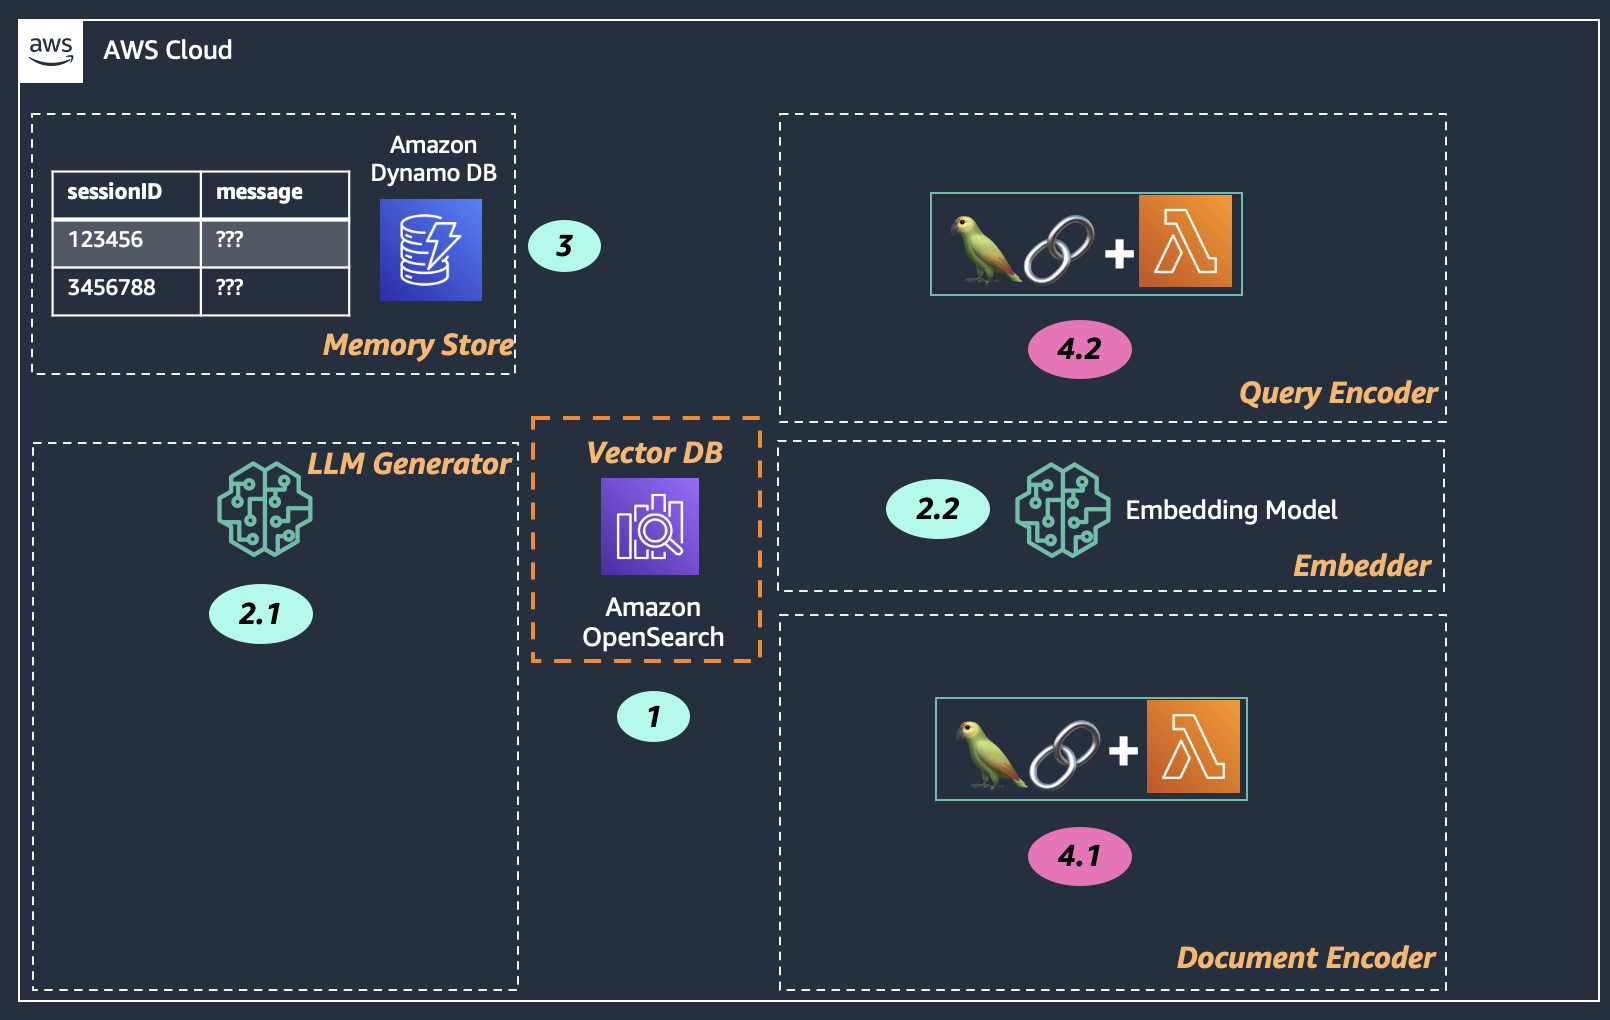 aws
AWS Cloud
Amazon
Dynamo DB
sessionID message
123456 ???
3456788 ???
3
Memory Store
4.2
Query Encoder
LLM Generator
2.1
Vector DB
Amazon
OpenSearch
1
2.2
Embedding Model
Embedder
+
+
4.1
Document Encoder